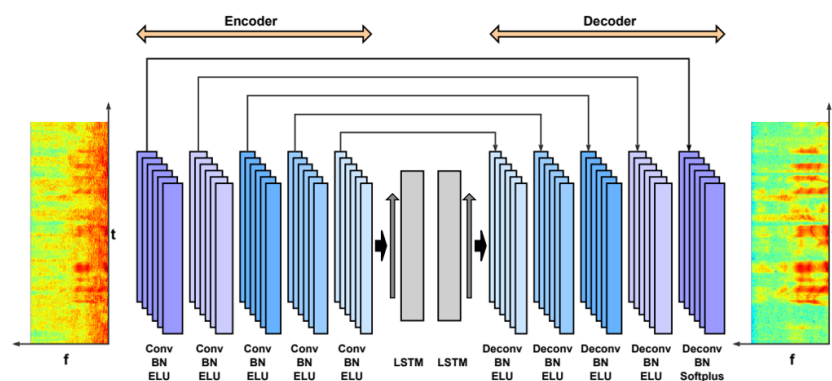 Encoder
Decoder
t
f
f
Conv
BN
ELU
Conv
BN
ELU
Conv
BN
ELU
Conv
BN
ELU
Conv
BN
ELU
LSTM
LSTM
Deconv
BN
ELU
Deconv
BN
ELU
Deconv
BN
ELU
Deconv
BN
ELU
Deconv
BN
Softplus